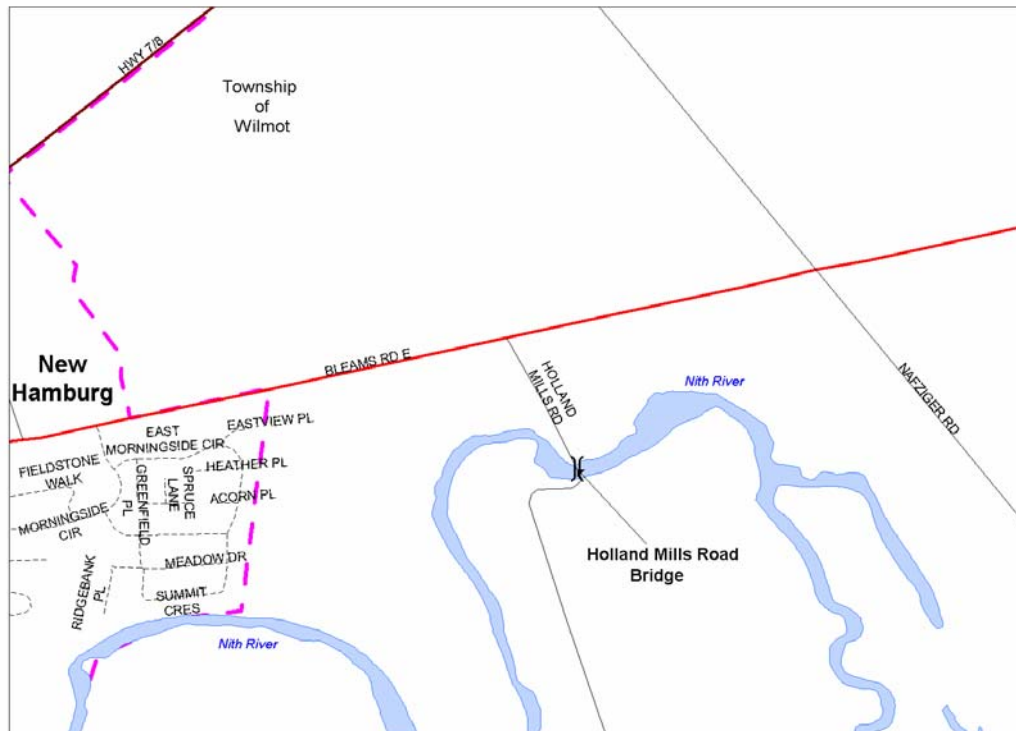 HWY 7/8
Township
of
Wilmot
New
Hamburg
BLEAMS RD E
HOLLAND
MILLS RD
Nith River
NAFZIGER RD
EAST
MORNINGSIDE CIR
EASTVIEW PL
FIELDSTONE
WALK
GREENFIELD
PL
SPRUCE
LANE
HEATHER PL
ACORN PL
MORNINGSIDE
CIR
MEADOW DR
RIDGEBANK
PL
SUMMIT
CRES
Holland Mills Road
Bridge
Nith River